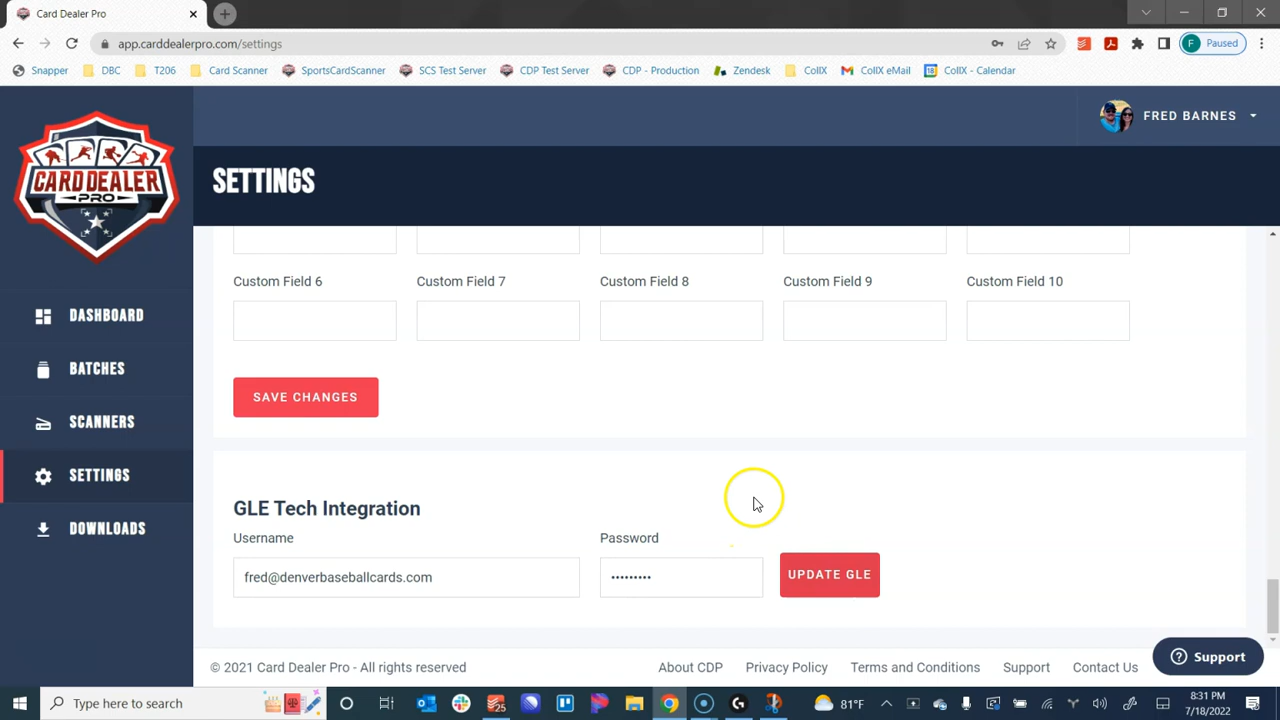 Card Dealer Pro
app.carddealerpro.com/settings
F Paused
Snapper DBC T206 Card Scanner SportsCardScanner SCS Test Server CDP Test Server CDP - Production Zendesk CollX CollX eMail CollX - Calendar
CARD DEALER
PRO
FRED BARNES
SETTINGS
DASHBOARD
BATCHES
SCANNERS
SETTINGS
DOWNLOADS
Custom Field 6 Custom Field 7 Custom Field 8 Custom Field 9 Custom Field 10
SAVE CHANGES
GLE Tech Integration
Username Password
fred@denverbaseballcards.com ••••••••• UPDATE GLE
© 2021 Card Dealer Pro - All rights reserved About CDP Privacy Policy Terms and Conditions Support Contact Us
Support
Type here to search 25 81°F 8:31 PM
7/18/2022